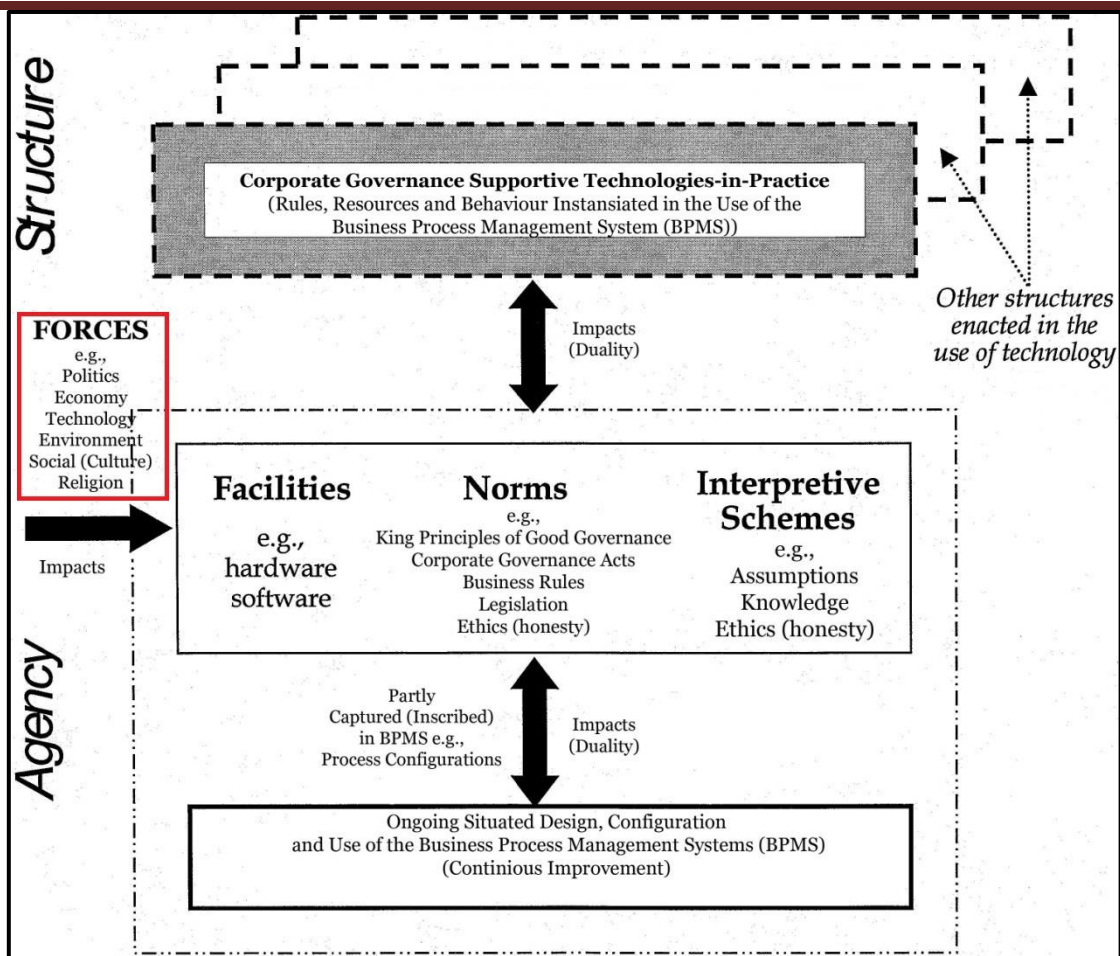 Structure
Corporate Governance Supportive Technologies-in-Practice
(Rules, Resources and Behaviour Instansiated in the Use of the
Business Process Management System (BPMS))
Other structures
enacted in the
use of technology
Impacts
(Duality)
FORCES
e.g.,
Politics
Economy
Technology
Environment
Social (Culture)
Religion
Impacts
Agency
Facilities
e.g.,
hardware
software
Norms
e.g.,
King Principles of Good Governance
Corporate Governance Acts
Business Rules
Legislation
Ethics (honesty)
Interpretive
Schemes
e.g.,
Assumptions
Knowledge
Ethics (honesty)
Partly
Captured (Inscribed)
in BPMS e.g.,
Process Configurations
Impacts
(Duality)
Ongoing Situated Design, Configuration
and Use of the Business Process Management Systems (BPMS)
(Continious Improvement)